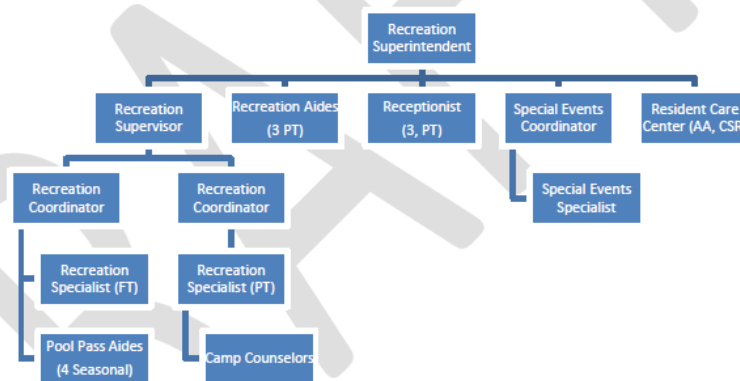 Recreation
Superintendent
Recreation
Supervisor
Recreation Aides
(3 PT)
Receptionist
(3, PT)
Special Events
Coordinator
Resident Care
Center (AA, CSR
Recreation
Coordinator
Recreation
Coordinator
Special Events
Specialist
Recreation
Specialist (FT)
Recreation
Specialist (PT)
Pool Pass Aides
(4 Seasonal)
Camp Counselors